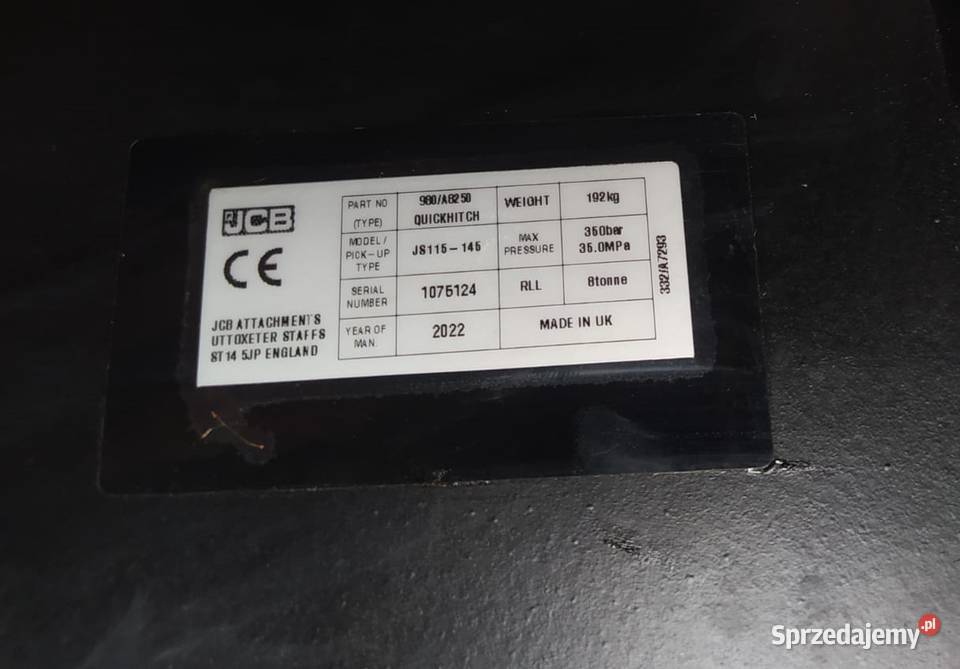 JCB
CE
JCB ATTACHMENTS
UTTOXETER STAFFS
ST14 5JP ENGLAND
PART NO
(TYPE)
980/A8250
QUICKHITCH
WEIGHT
192kg
MODEL /
PICK-UP
TYPE
JS115-145
MAX
PRESSURE
350bar
35.0MPa
SERIAL
NUMBER
1075124
RLL
8tonne
YEAR OF
MAN.
2022
MADE IN UK
332/A7293
Sprzedajemy.pl